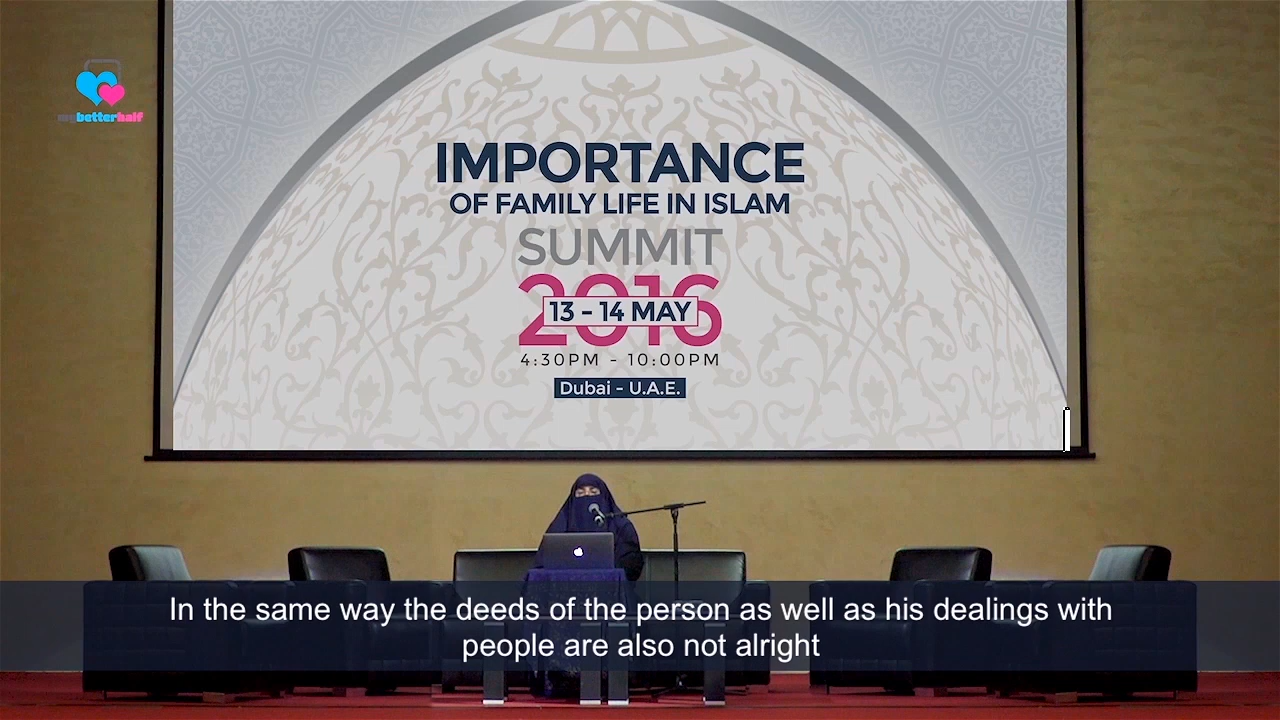 mybetterhalf
IMPORTANCE
OF FAMILY LIFE IN ISLAM
SUMMIT
2016
13 - 14 MAY
4:30PM - 10:00PM
Dubai - U.A.E.
In the same way the deeds of the person as well as his dealings with
people are also not alright